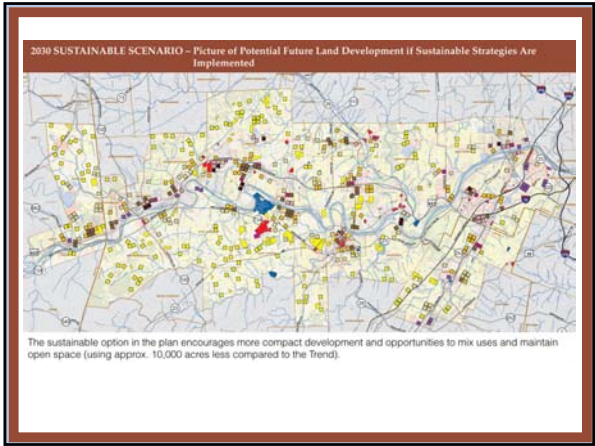 2030 SUSTAINABLE SCENARIO – Picture of Potential Future Land Development if Sustainable Strategies Are
Implemented
The sustainable option in the plan encourages more compact development and opportunities to mix uses and maintain
open space (using approx. 10,000 acres less compared to the Trend).